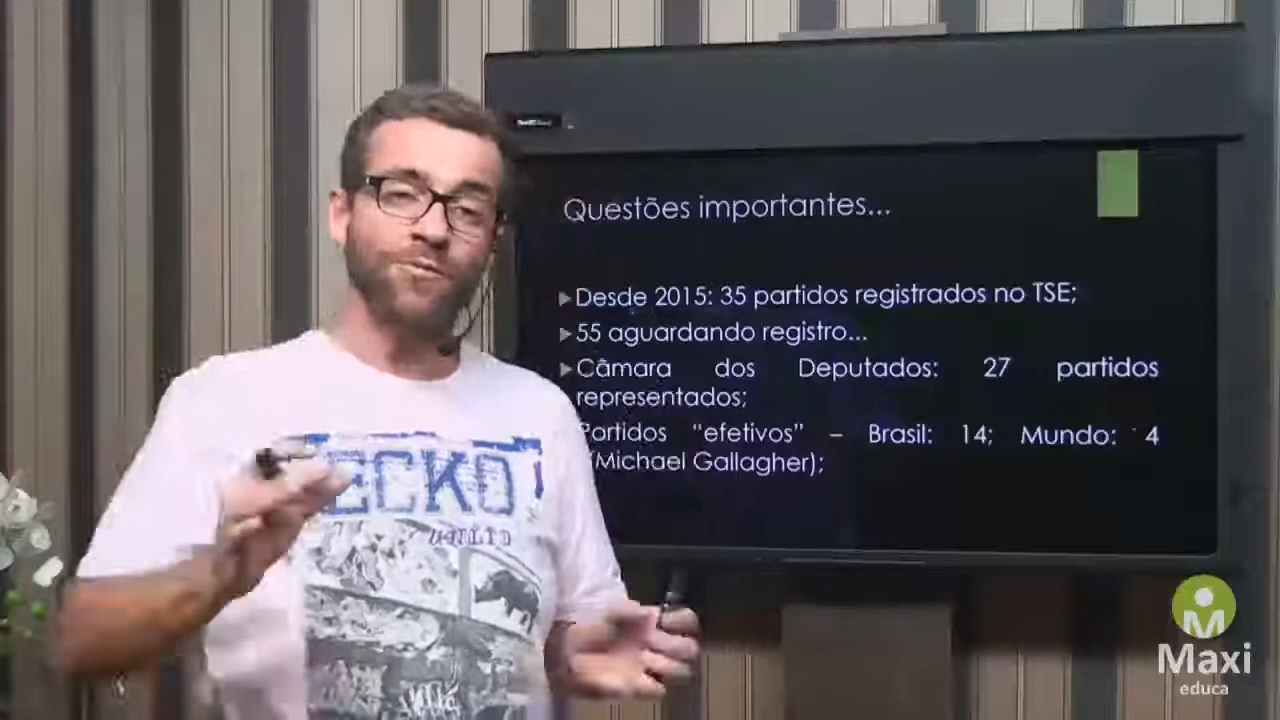 Questões importantes...
Desde 2015: 35 partidos registrados no TSE;
55 aguardando registro...
Câmara dos Deputados: 27 partidos
representados;
Partidos “efetivos” – Brasil: 14; Mundo: 4
(Michael Gallagher);
ECKO
Maxi
educa